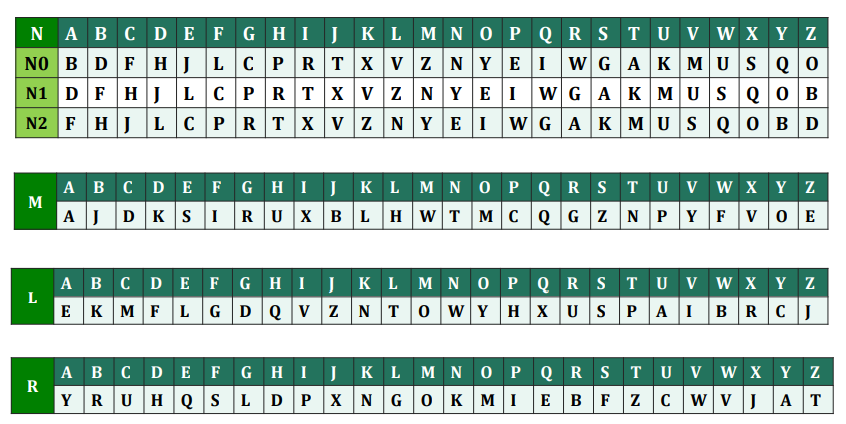 N A B C D E F G H I J K L M N O P Q R S T U V W X Y Z
N0 B D F H J L C P R T X V Z N Y E I W G A K M U S Q O
N1 D F H J L C P R T X V Z N Y E I W G A K M U S Q O B
N2 F H J L C P R T X V Z N Y E I W G A K M U S Q O B D
M
A B C D E F G H I J K L M N O P Q R S T U V W X Y Z
A J D K S I R U X B L H W T M C Q G Z N P Y F V O E
L
A B C D E F G H I J K L M N O P Q R S T U V W X Y Z
E K M F L G D Q V Z N T O W Y H X U S P A I B R C J
R
A B C D E F G H I J K L M N O P Q R S T U V W X Y Z
Y R U H Q S L D P X N G O K M I E B F Z C W V J A T